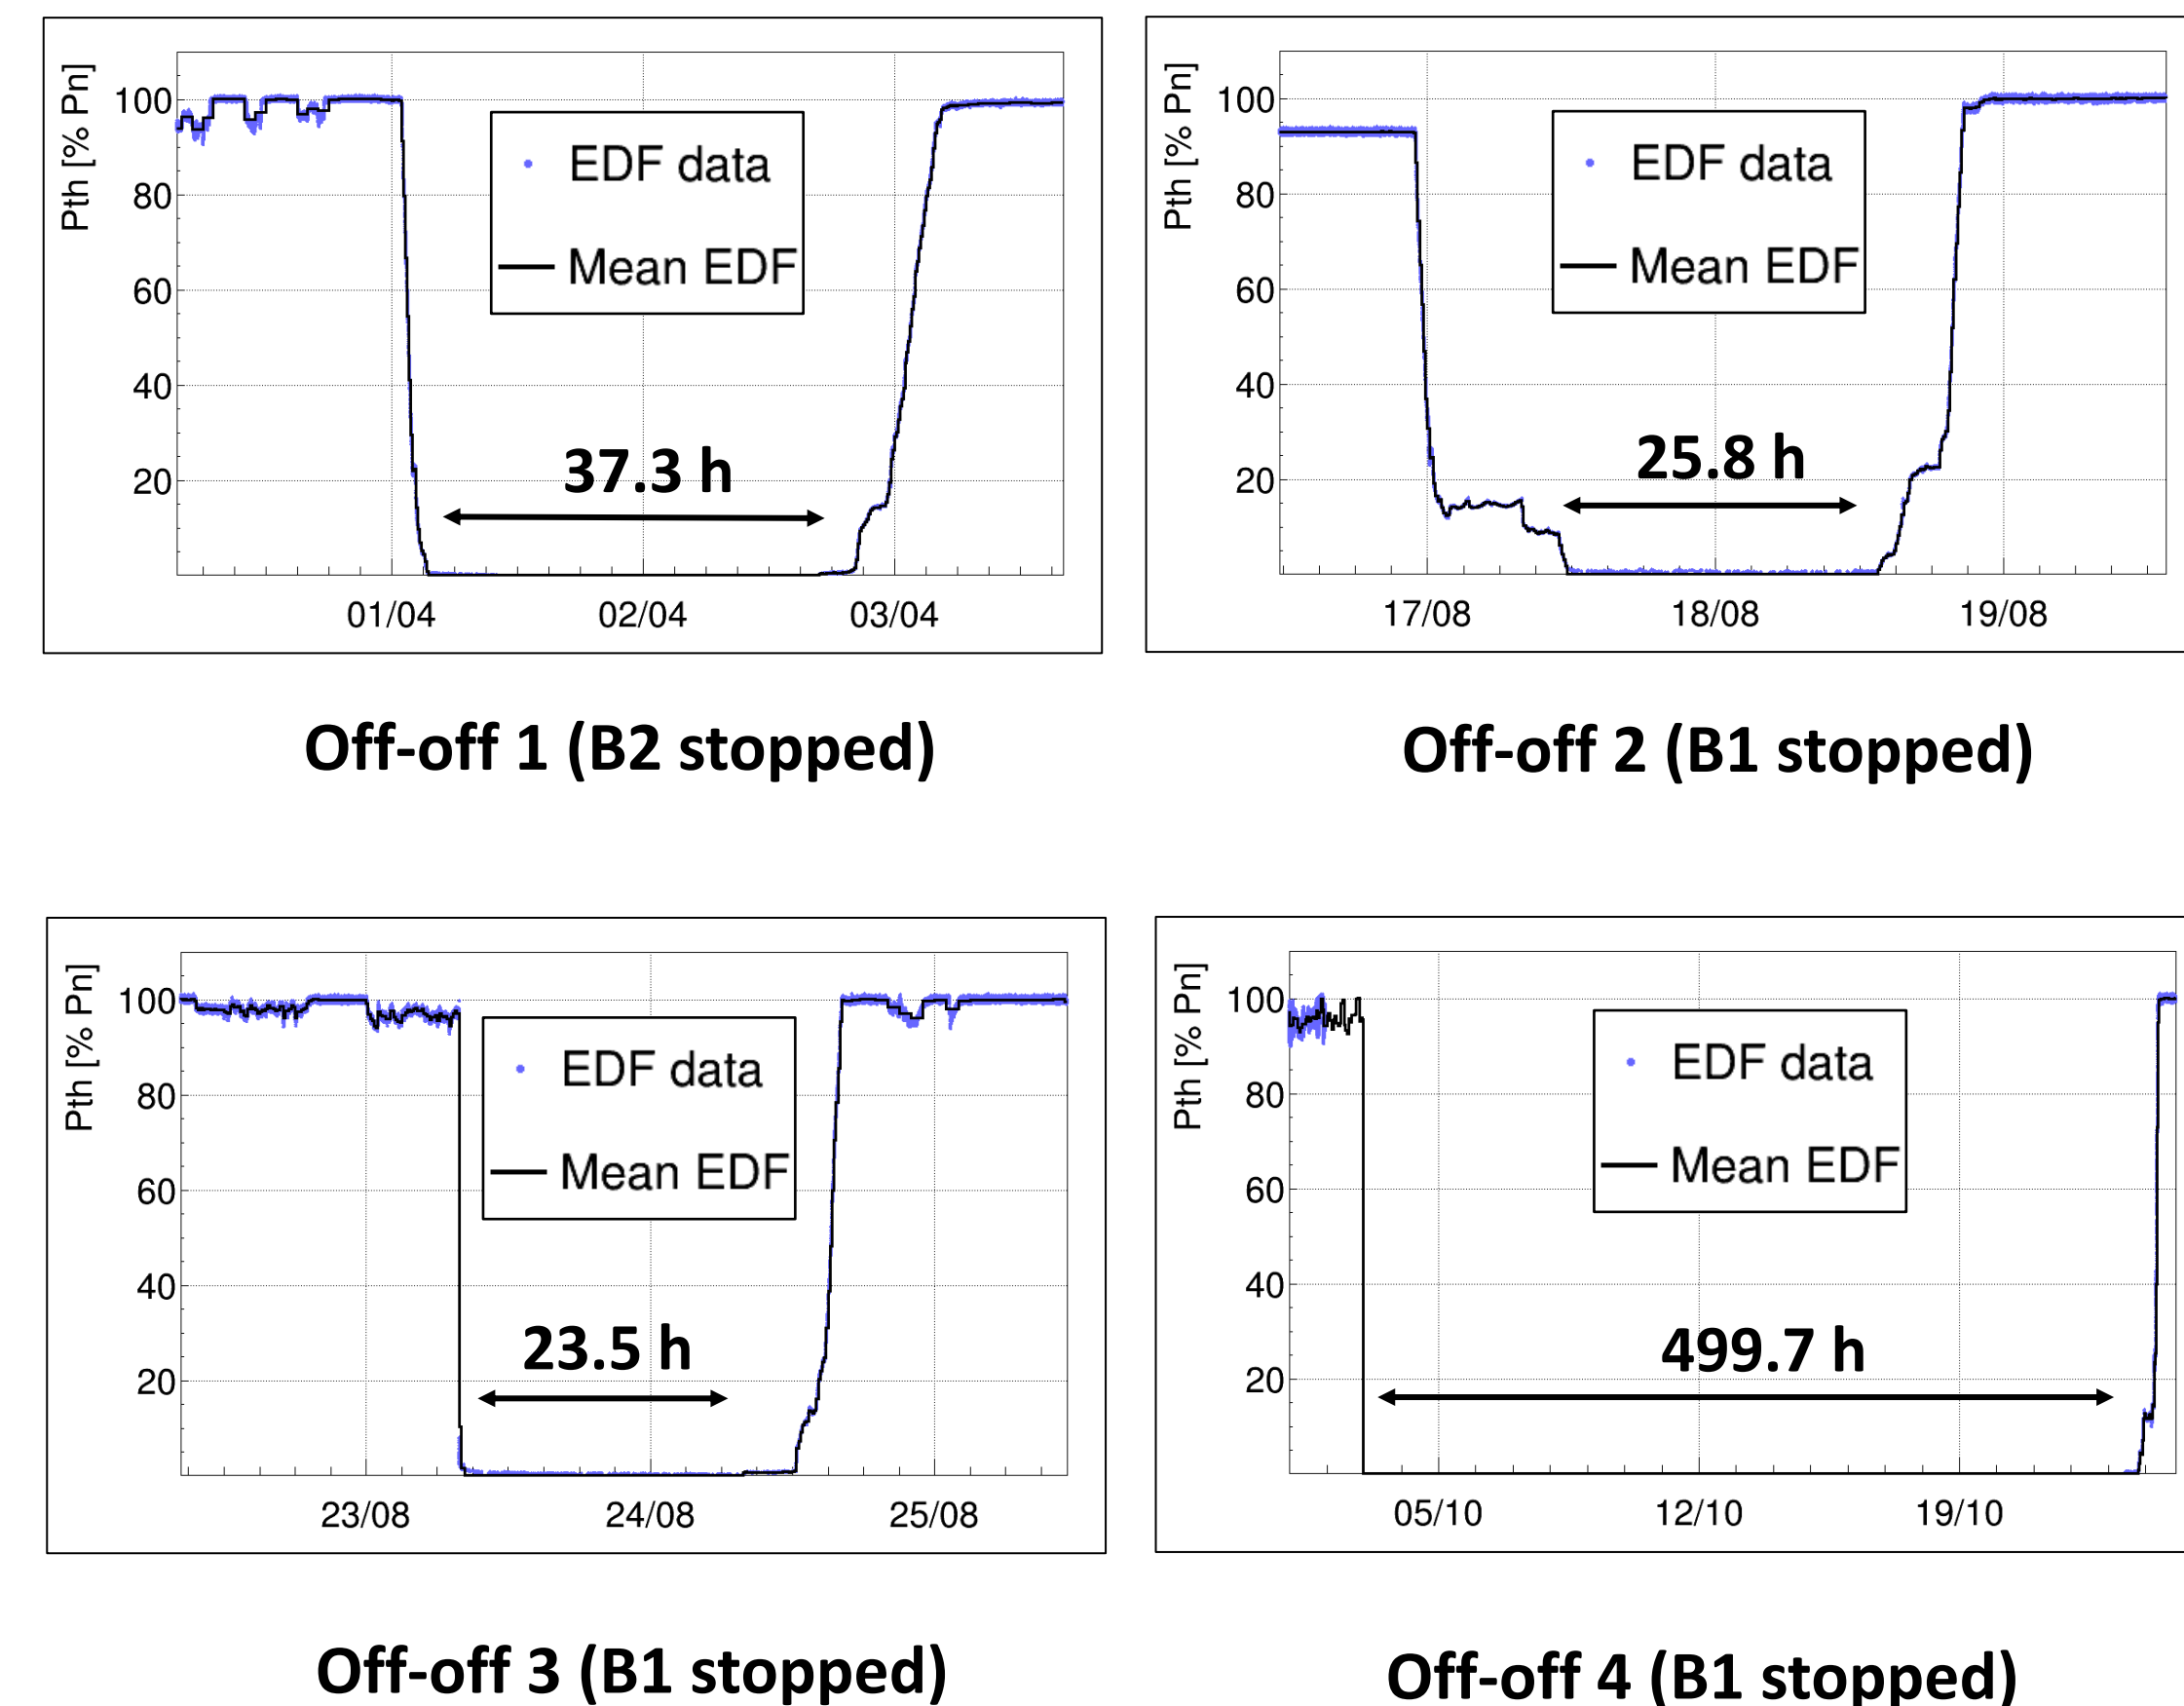 Pth [% Pn]
100
80
60
40
20
EDF data
Mean EDF
37.3 h
01/04 02/04 03/04
Off-off 1 (B2 stopped)
Pth [% Pn]
100
80
60
40
20
EDF data
Mean EDF
25.8 h
17/08 18/08 19/08
Off-off 2 (B1 stopped)
Pth [% Pn]
100
80
60
40
20
EDF data
Mean EDF
23.5 h
23/08 24/08 25/08
Off-off 3 (B1 stopped)
Pth [% Pn]
100
80
60
40
20
EDF data
Mean EDF
499.7 h
05/10 12/10 19/10
Off-off 4 (B1 stopped)